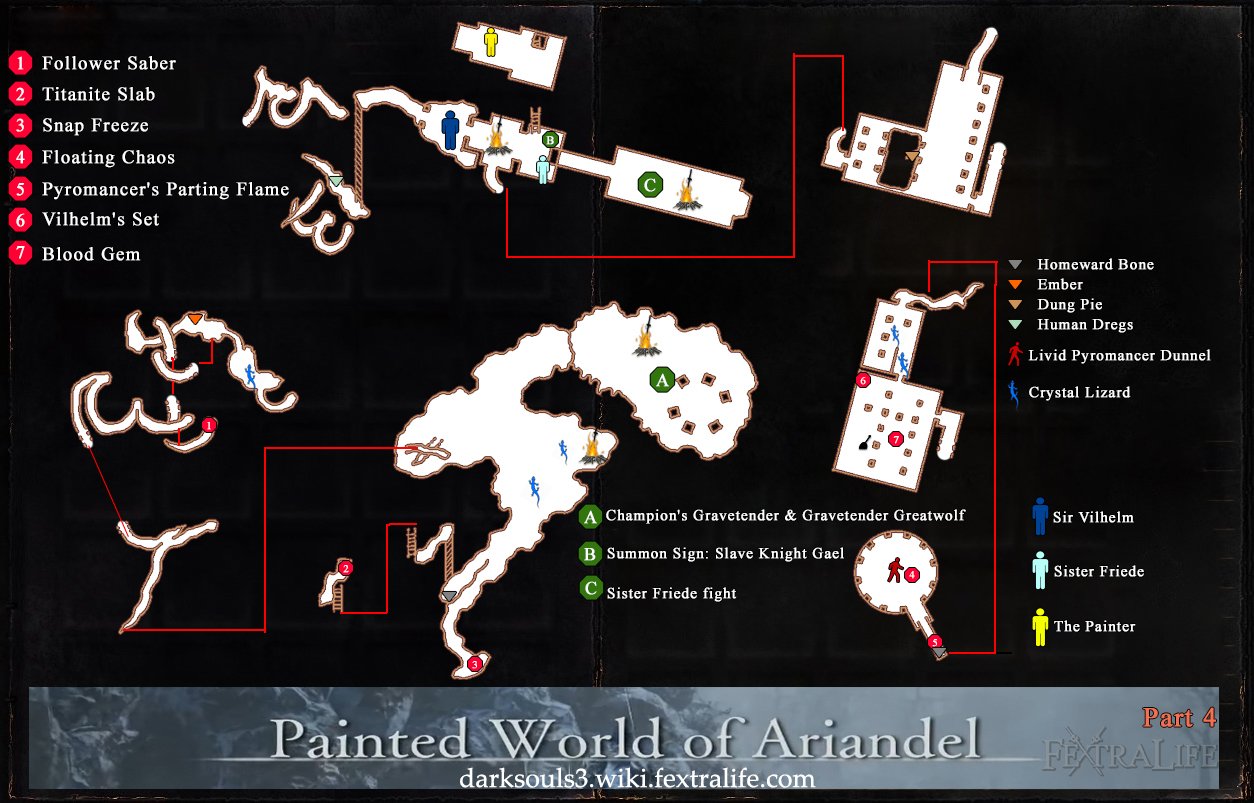 1 Follower Saber
2 Titanite Slab
3 Snap Freeze
4 Floating Chaos
5 Pyromancer's Parting Flame
6 Vilhelm's Set
7 Blood Gem
B
C
Homeward Bone
Ember
Dung Pie
Human Dregs
Livid Pyromancer Dunnel
Crystal Lizard
A
6
7
1
A Champion's Gravetender & Gravetender Greatwolf
B Summon Sign: Slave Knight Gael
C Sister Friede fight
Sir Vilhelm
Sister Friede
The Painter
2
4
5
3
Painted World of Ariandel
Part 4
FextraLife
darksouls3.wiki.fextralife.com